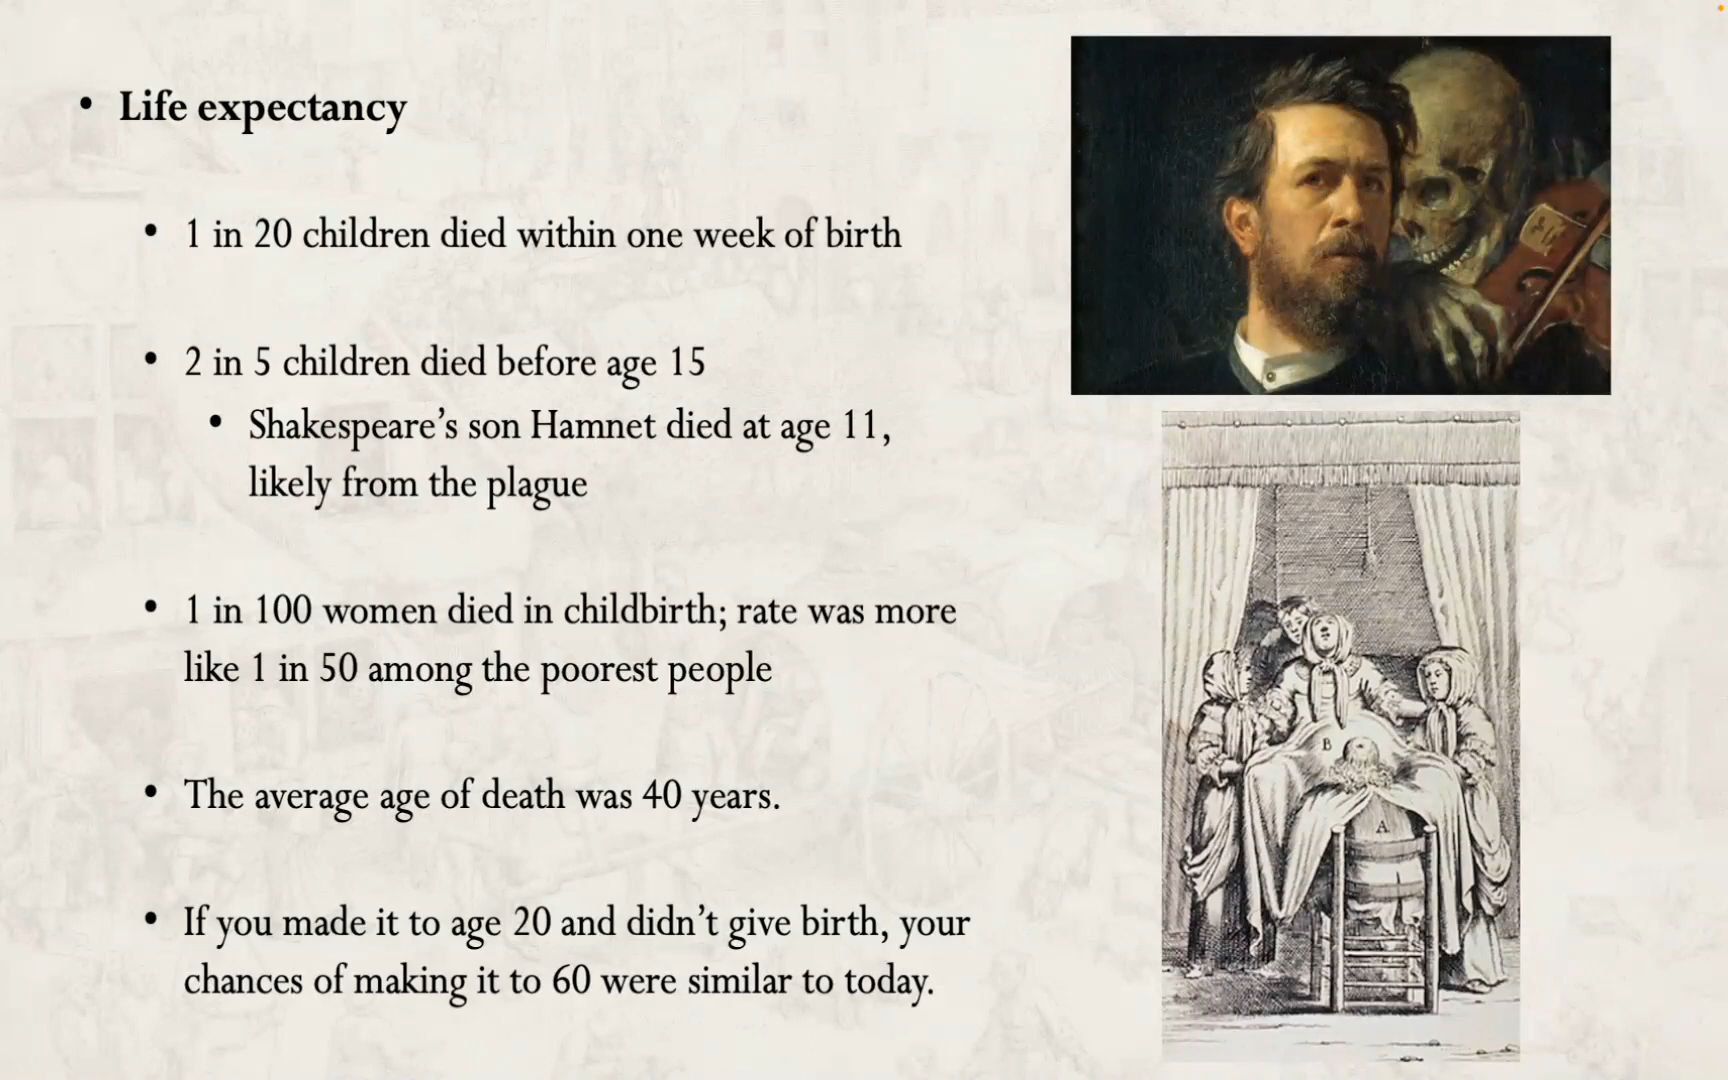 • Life expectancy
• 1 in 20 children died within one week of birth
• 2 in 5 children died before age 15
• Shakespeare’s son Hamnet died at age 11,
likely from the plague
• 1 in 100 women died in childbirth; rate was more
like 1 in 50 among the poorest people
• The average age of death was 40 years.
• If you made it to age 20 and didn’t give birth, your
chances of making it to 60 were similar to today.
B
A